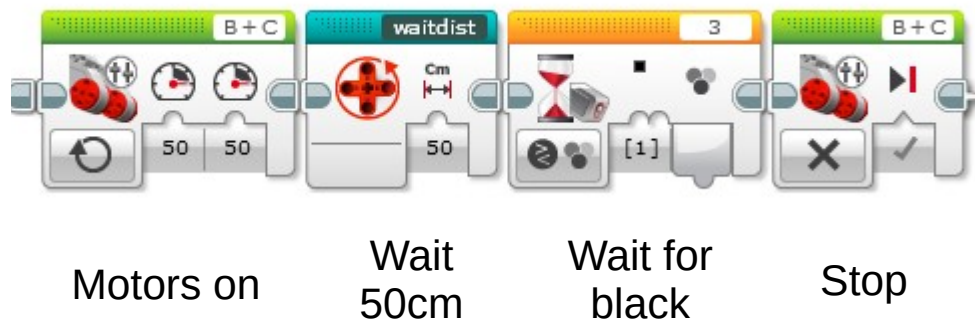 B + C
waitdist
3
B + C
Cm
50 50
50
[1]
Motors on
Wait
50cm
Wait for
black
Stop